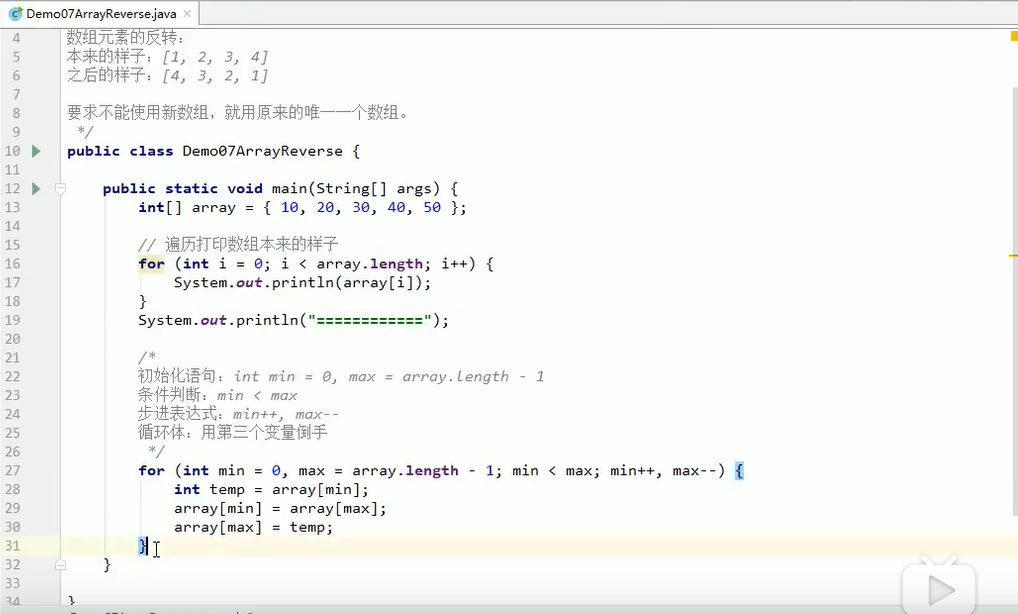 Demo07ArrayReverse.java
4 数组元素的反转：
5 本来的样子：[1, 2, 3, 4]
6 之后的样子：[4, 3, 2, 1]
7
8 要求不能使用新数组，就用原来的唯一一个数组。
9 */
10 public class Demo07ArrayReverse {
11
12 public static void main(String[] args) {
13 int[] array = { 10, 20, 30, 40, 50 };
14
15 // 遍历打印数组本来的样子
16 for (int i = 0; i < array.length; i++) {
17 System.out.println(array[i]);
18 }
19 System.out.println("============");
20
21 /*
22 初始化语句：int min = 0, max = array.length - 1
23 条件判断：min < max
24 步进表达式：min++, max--
25 循环体：用第三个变量倒手
26 */
27 for (int min = 0, max = array.length - 1; min < max; min++, max--) {
28 int temp = array[min];
29 array[min] = array[max];
30 array[max] = temp;
31 }
32 }
33
34 }